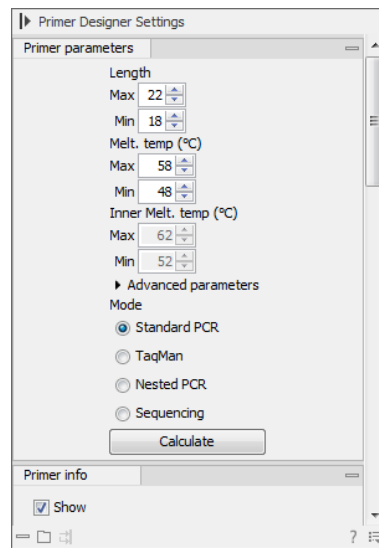 Primer Designer Settings
Primer parameters
Length
Max 22
Min 18
Melt. temp (°C)
Max 58
Min 48
Inner Melt. temp (°C)
Max 62
Min 52
Advanced parameters
Mode
Standard PCR
TaqMan
Nested PCR
Sequencing
Calculate
Primer info
Show
?